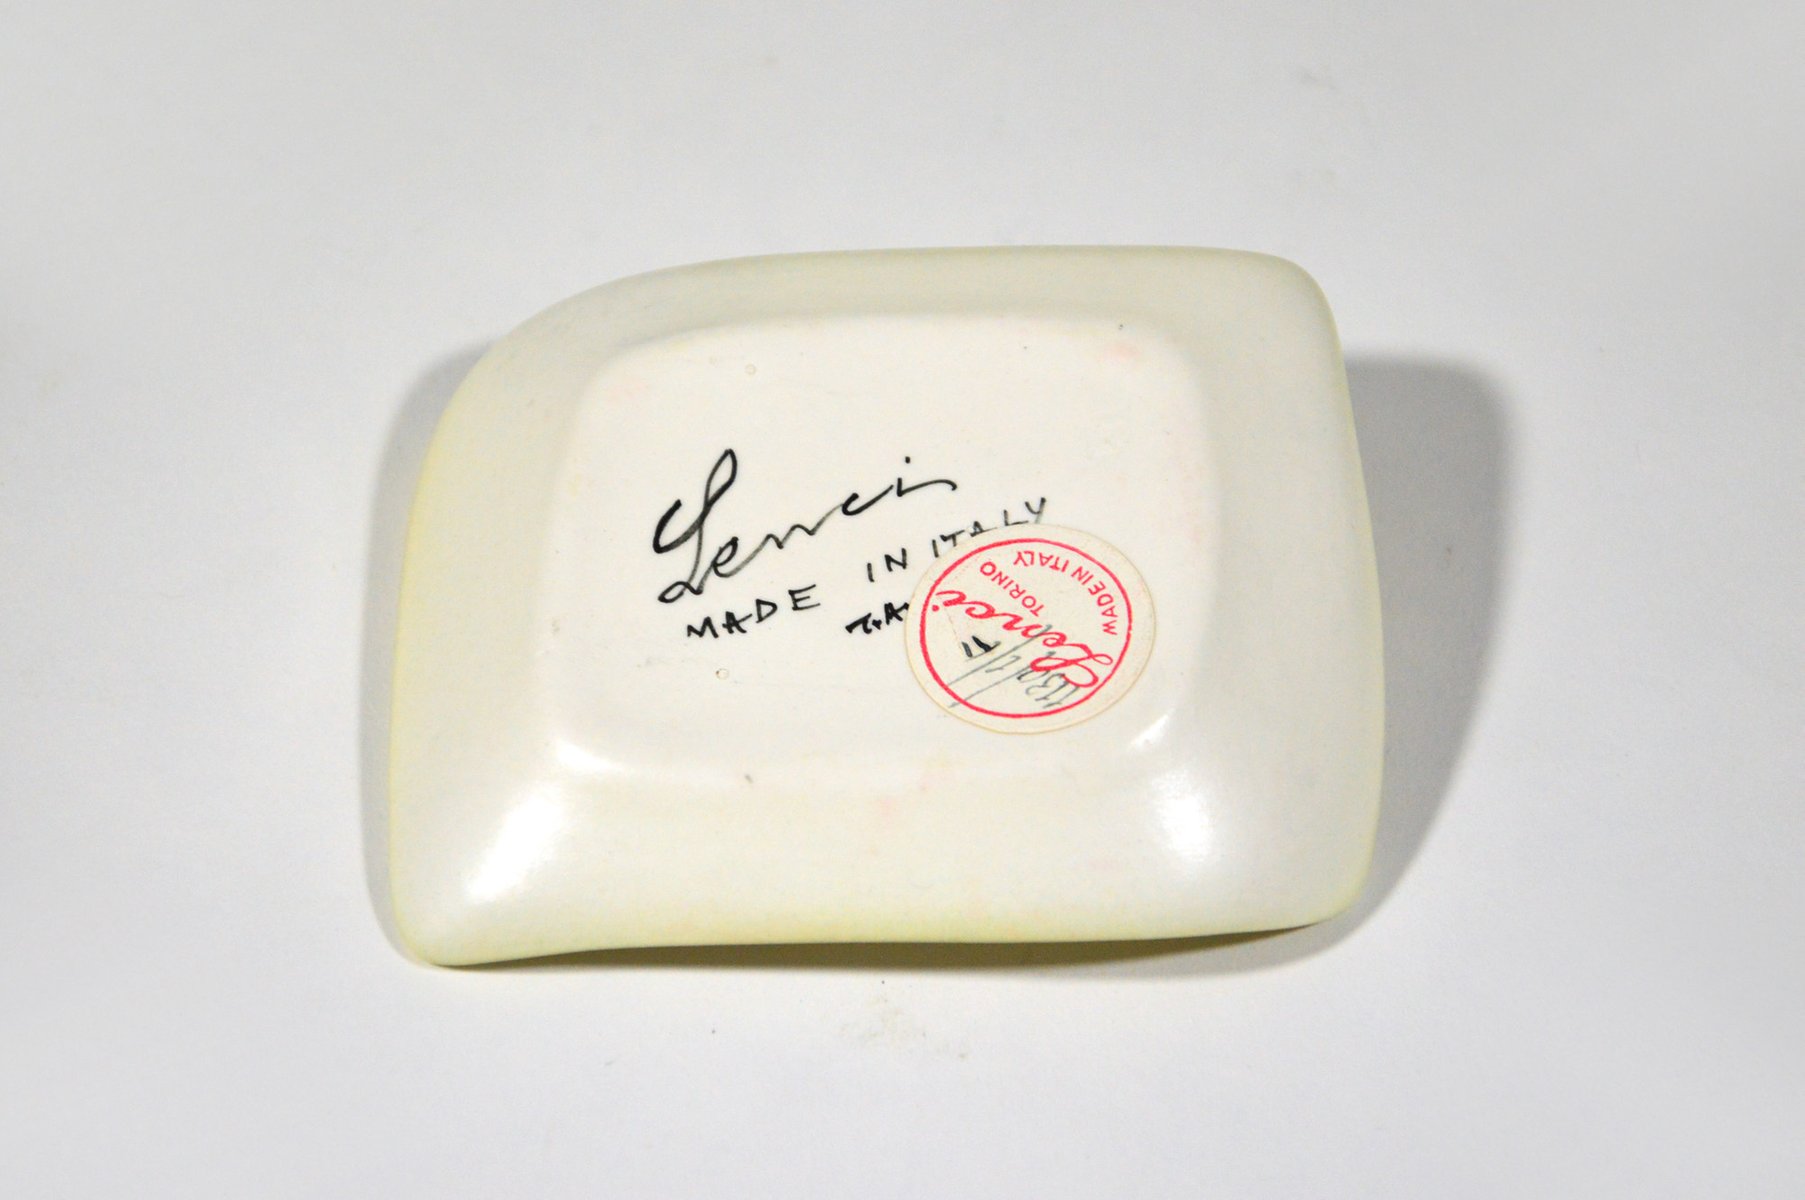 Lenci
MADE IN ITALY
T.A.
MADE IN ITALY
TORINO
Lenci